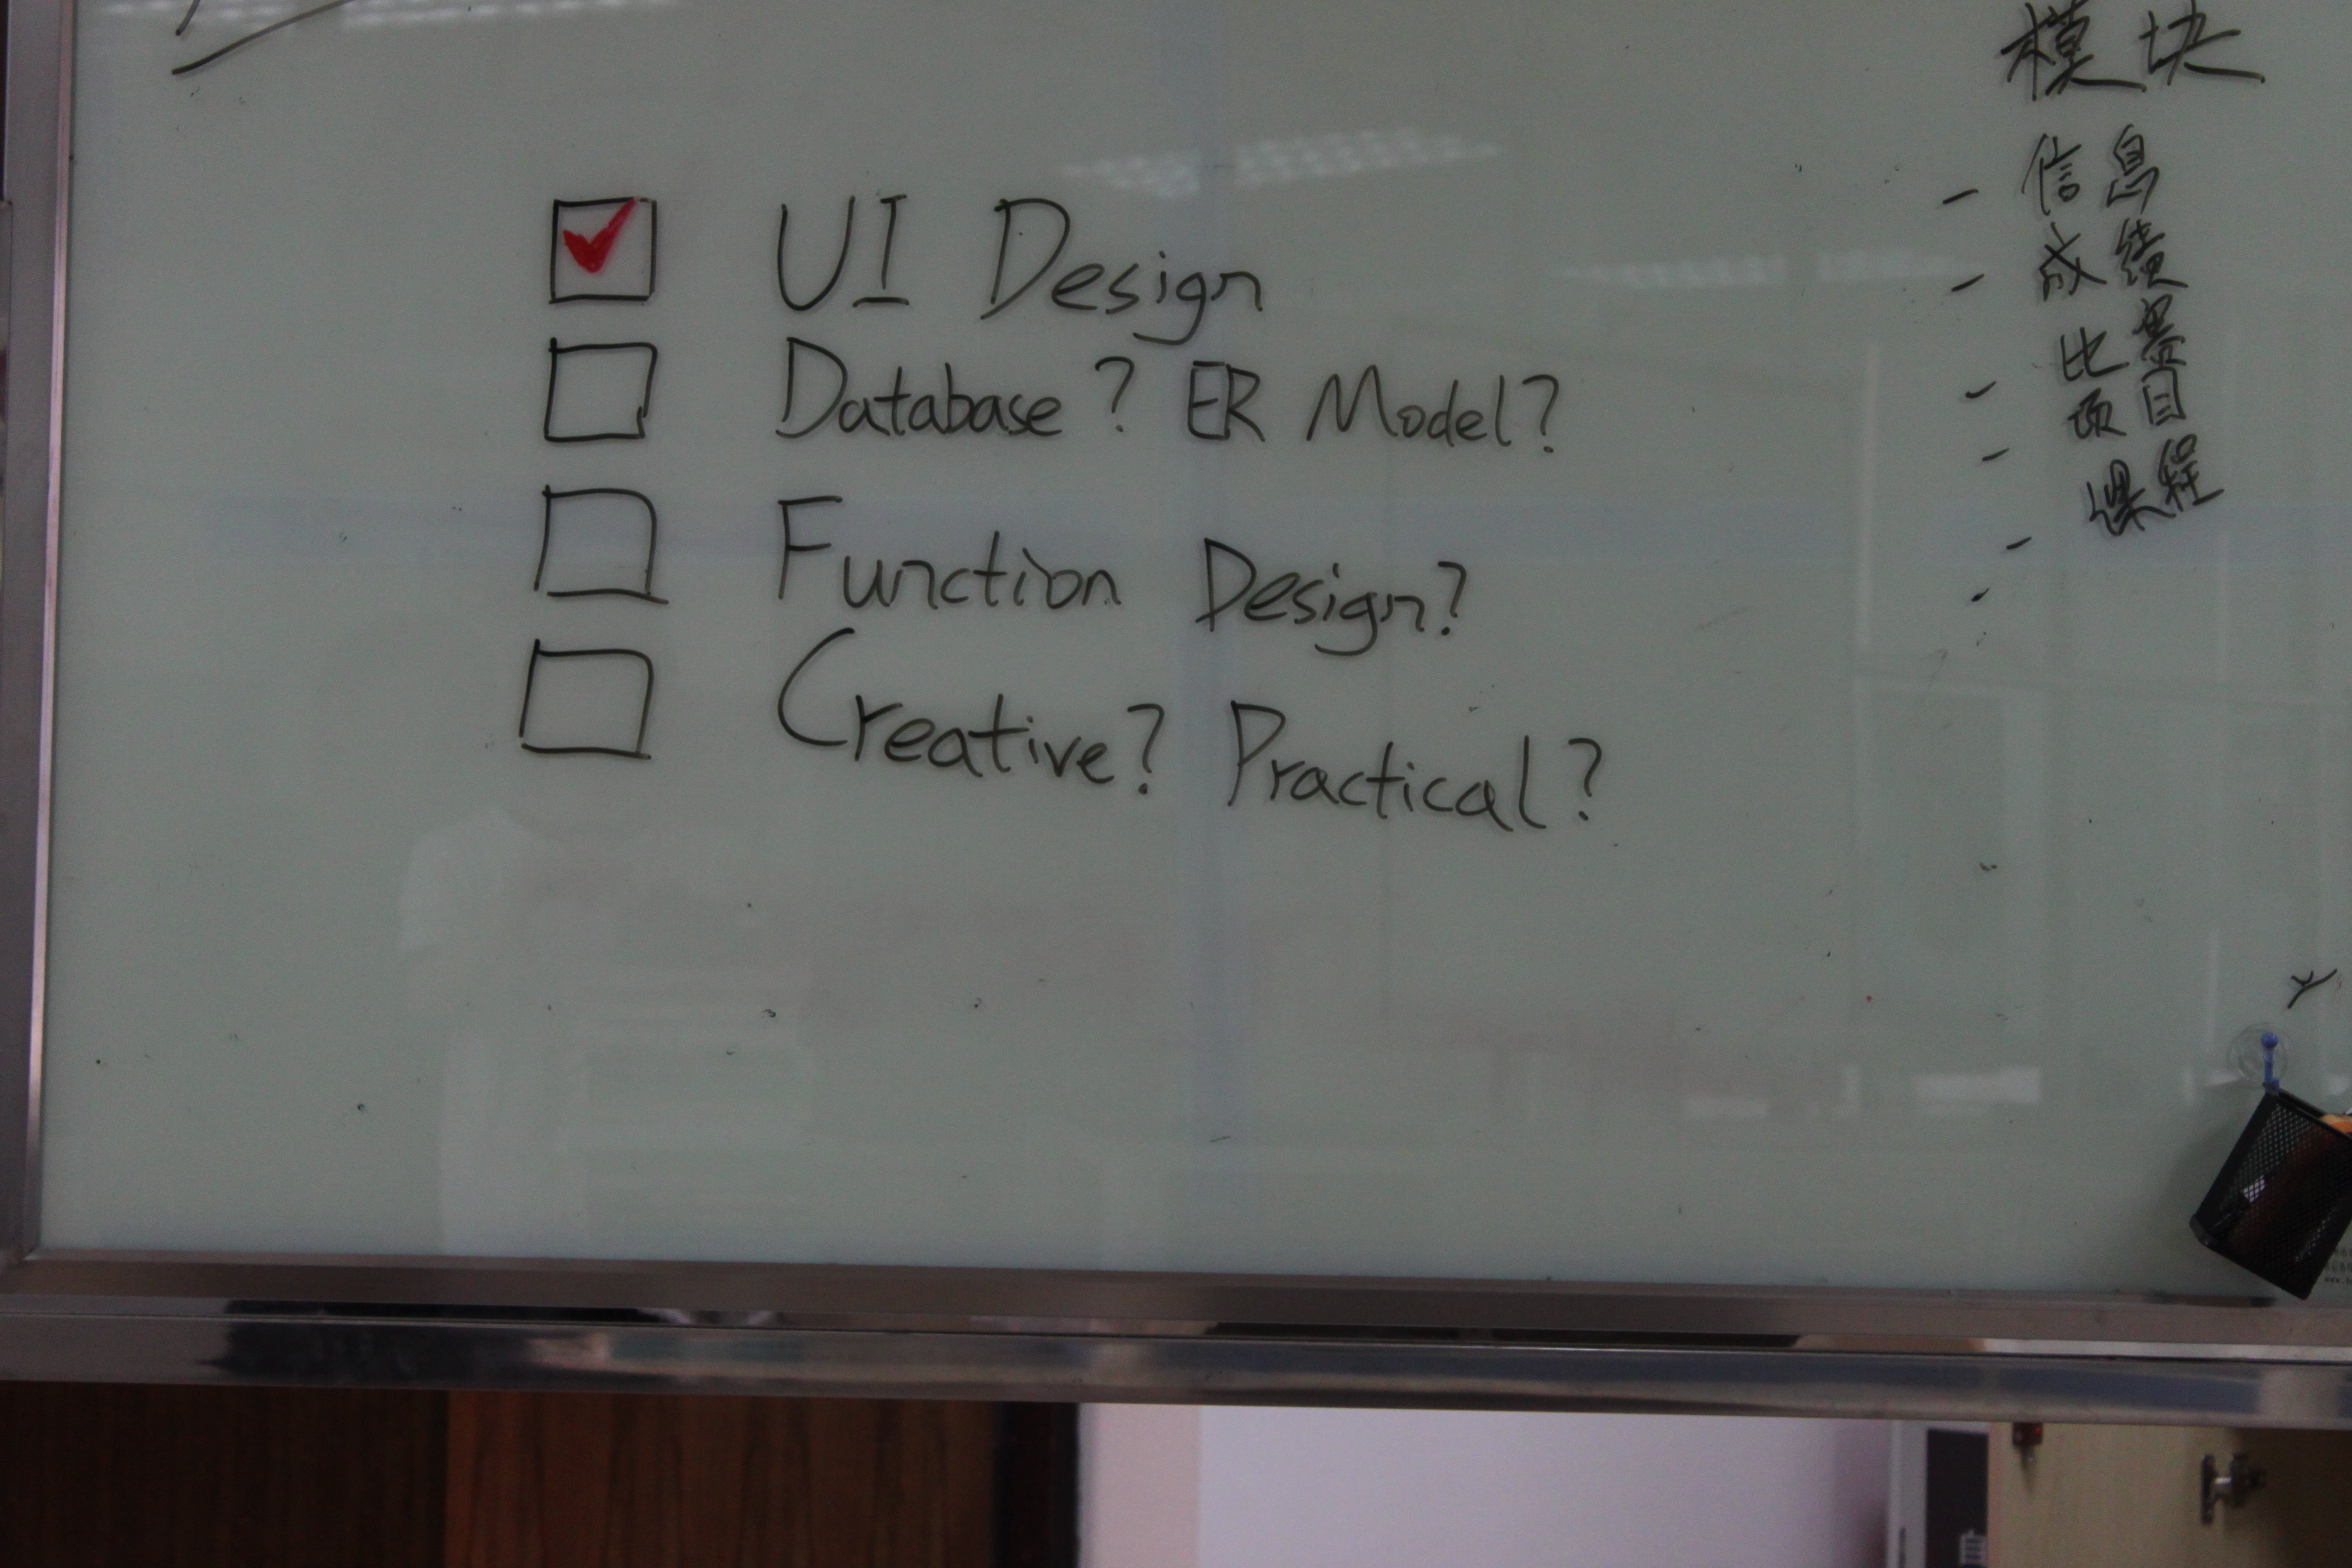 UI Design
Database? ER Model?
Function Design?
Creative? Practical?
模块
- 信息
- 成绩
- 比赛
- 项目
- 课程